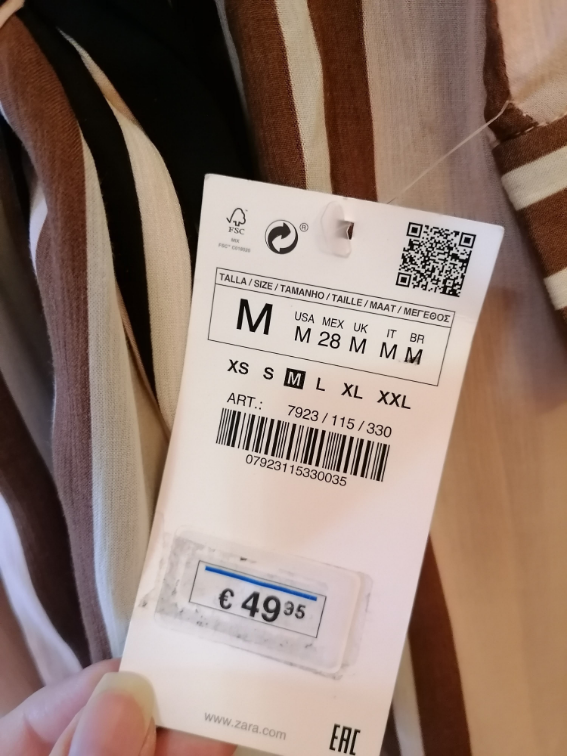 FSC
MIX
®
TALLA / SIZE / TAMANHO / TAILLE / MAAT / ΜΕΓΕΘΟΣ
M
USA MEX UK IT BR
M 28 M M M
XS S M L XL XXL
ART.: 7923 / 115 / 330
07923115330035
€ 49 95
www.zara.com
EAC